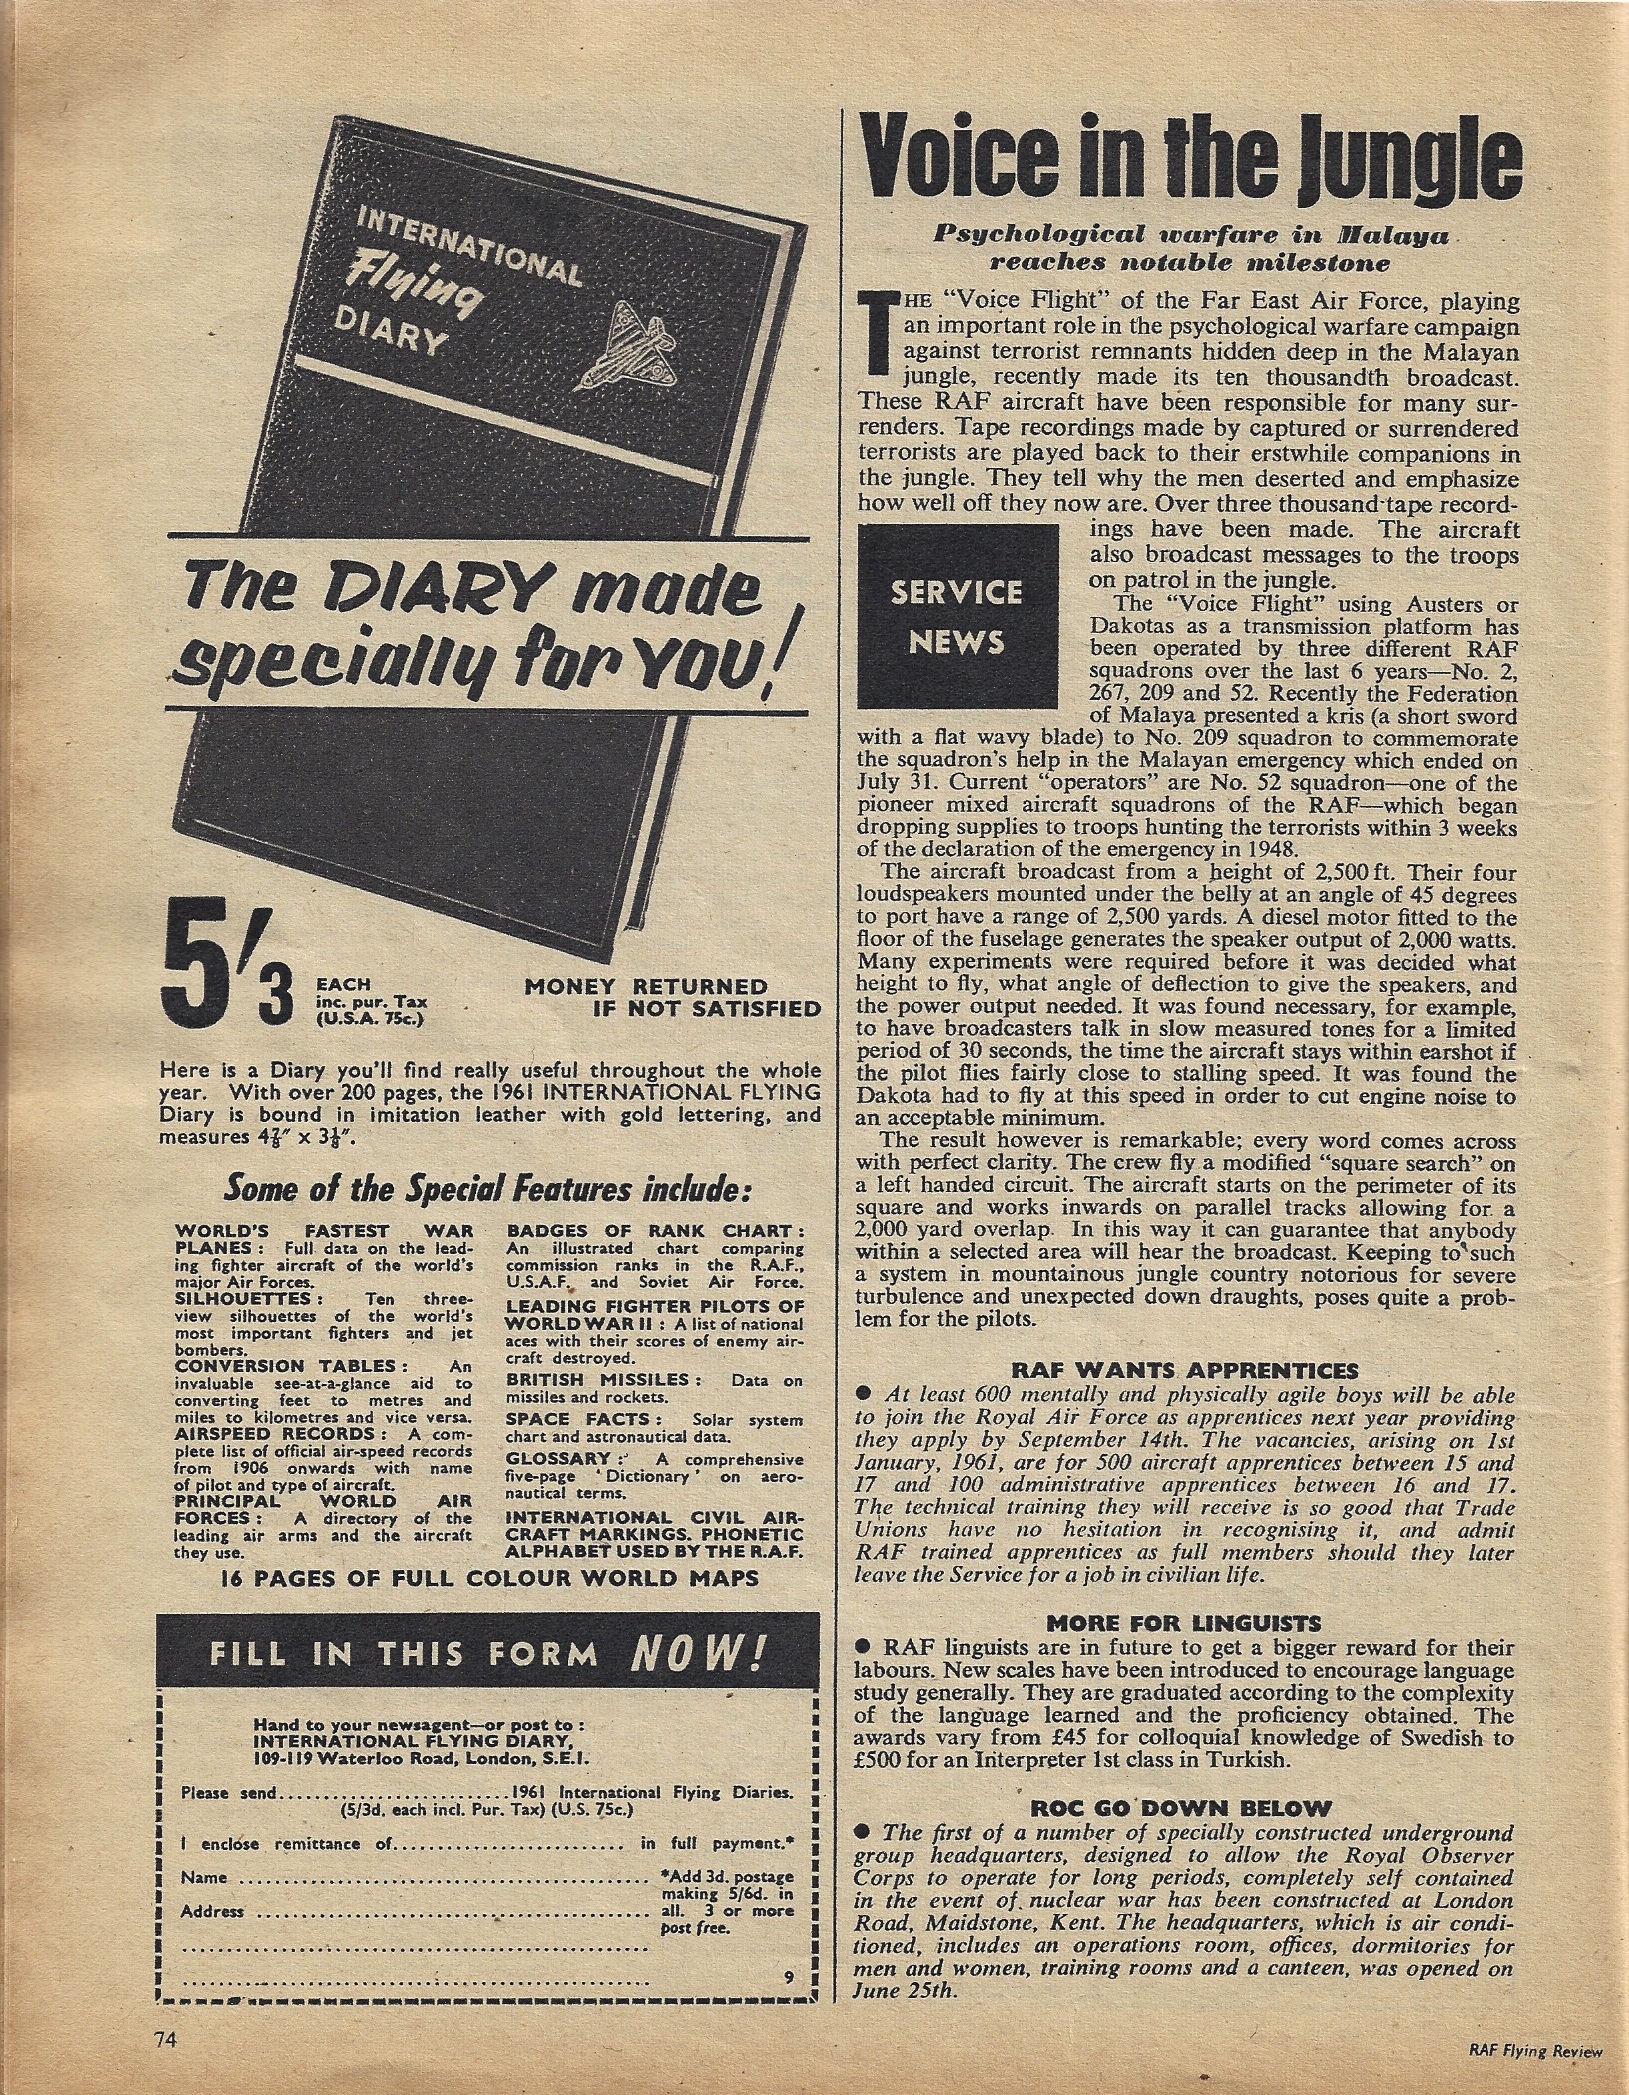 INTERNATIONAL
Flying
DIARY
The DIARY made
specially for YOU!
5/3
EACH
inc. pur. Tax
(U.S.A. 75c.)
MONEY RETURNED
IF NOT SATISFIED
Here is a Diary you'll find really useful throughout the whole
year. With over 200 pages, the 1961 INTERNATIONAL FLYING
Diary is bound in imitation leather with gold lettering, and
measures 4⅞" x 3⅛".
Some of the Special Features include:
WORLD'S FASTEST WAR
PLANES : Full data on the lead-
ing fighter aircraft of the world's
major Air Forces.
SILHOUETTES : Ten three-
view silhouettes of the world's
most important fighters and jet
bombers.
CONVERSION TABLES : An
invaluable see-at-a-glance aid to
converting feet to metres and
miles to kilometres and vice versa.
AIRSPEED RECORDS : A com-
plete list of official air-speed records
from 1906 onwards with name
of pilot and type of aircraft.
PRINCIPAL WORLD AIR
FORCES : A directory of the
leading air arms and the aircraft
they use.
BADGES OF RANK CHART :
An illustrated chart comparing
commission ranks in the R.A.F.,
U.S.A.F. and Soviet Air Force.
LEADING FIGHTER PILOTS OF
WORLD WAR II : A list of national
aces with their scores of enemy air-
craft destroyed.
BRITISH MISSILES : Data on
missiles and rockets.
SPACE FACTS : Solar system
chart and astronautical data.
GLOSSARY : A comprehensive
five-page 'Dictionary' on aero-
nautical terms.
INTERNATIONAL CIVIL AIR-
CRAFT MARKINGS. PHONETIC
ALPHABET USED BY THE R.A.F.
16 PAGES OF FULL COLOUR WORLD MAPS
FILL IN THIS FORM NOW!
Hand to your newsagent—or post to :
INTERNATIONAL FLYING DIARY,
109-119 Waterloo Road, London, S.E.I.
Please send..........................1961 International Flying Diaries.
(5/3d. each incl. Pur. Tax) (U.S. 75c.)
I enclose remittance of........................... in full payment.*
Name ................................................
*Add 3d. postage
making 5/6d. in
all. 3 or more
post free.
Address ..............................................
9
74
Voice in the Jungle
Psychological warfare in Malaya
reaches notable milestone
THE "Voice Flight" of the Far East Air Force, playing
an important role in the psychological warfare campaign
against terrorist remnants hidden deep in the Malayan
jungle, recently made its ten thousandth broadcast.
These RAF aircraft have been responsible for many sur-
renders. Tape recordings made by captured or surrendered
terrorists are played back to their erstwhile companions in
the jungle. They tell why the men deserted and emphasize
how well off they now are. Over three thousand tape record-
ings have been made. The aircraft
also broadcast messages to the troops
on patrol in the jungle.
SERVICE
NEWS
The "Voice Flight" using Austers or
Dakotas as a transmission platform has
been operated by three different RAF
squadrons over the last 6 years—No. 2,
267, 209 and 52. Recently the Federation
of Malaya presented a kris (a short sword
with a flat wavy blade) to No. 209 squadron to commemorate
the squadron's help in the Malayan emergency which ended on
July 31. Current "operators" are No. 52 squadron—one of the
pioneer mixed aircraft squadrons of the RAF—which began
dropping supplies to troops hunting the terrorists within 3 weeks
of the declaration of the emergency in 1948.
The aircraft broadcast from a height of 2,500 ft. Their four
loudspeakers mounted under the belly at an angle of 45 degrees
to port have a range of 2,500 yards. A diesel motor fitted to the
floor of the fuselage generates the speaker output of 2,000 watts.
Many experiments were required before it was decided what
height to fly, what angle of deflection to give the speakers, and
the power output needed. It was found necessary, for example,
to have broadcasters talk in slow measured tones for a limited
period of 30 seconds, the time the aircraft stays within earshot if
the pilot flies fairly close to stalling speed. It was found the
Dakota had to fly at this speed in order to cut engine noise to
an acceptable minimum.
The result however is remarkable; every word comes across
with perfect clarity. The crew fly a modified "square search" on
a left handed circuit. The aircraft starts on the perimeter of its
square and works inwards on parallel tracks allowing for a
2,000 yard overlap. In this way it can guarantee that anybody
within a selected area will hear the broadcast. Keeping to such
a system in mountainous jungle country notorious for severe
turbulence and unexpected down draughts, poses quite a prob-
lem for the pilots.
RAF WANTS APPRENTICES
● At least 600 mentally and physically agile boys will be able
to join the Royal Air Force as apprentices next year providing
they apply by September 14th. The vacancies, arising on 1st
January, 1961, are for 500 aircraft apprentices between 15 and
17 and 100 administrative apprentices between 16 and 17.
The technical training they will receive is so good that Trade
Unions have no hesitation in recognising it, and admit
RAF trained apprentices as full members should they later
leave the Service for a job in civilian life.
MORE FOR LINGUISTS
● RAF linguists are in future to get a bigger reward for their
labours. New scales have been introduced to encourage language
study generally. They are graduated according to the complexity
of the language learned and the proficiency obtained. The
awards vary from £45 for colloquial knowledge of Swedish to
£500 for an Interpreter 1st class in Turkish.
ROC GO DOWN BELOW
● The first of a number of specially constructed underground
group headquarters, designed to allow the Royal Observer
Corps to operate for long periods, completely self contained
in the event of nuclear war has been constructed at London
Road, Maidstone, Kent. The headquarters, which is air condi-
tioned, includes an operations room, offices, dormitories for
men and women, training rooms and a canteen, was opened on
June 25th.
RAF Flying Review